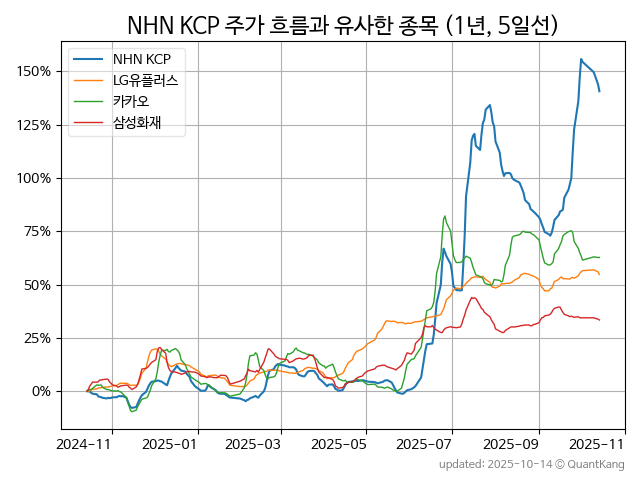 NHN KCP 주가 흐름과 유사한 종목 (1년, 5일선)
NHN KCP
LG유플러스
카카오
삼성화재
150%
125%
100%
75%
50%
25%
0%
2024-11
2025-01
2025-03
2025-05
2025-07
2025-09
2025-11
updated: 2025-10-14 © QuantKang